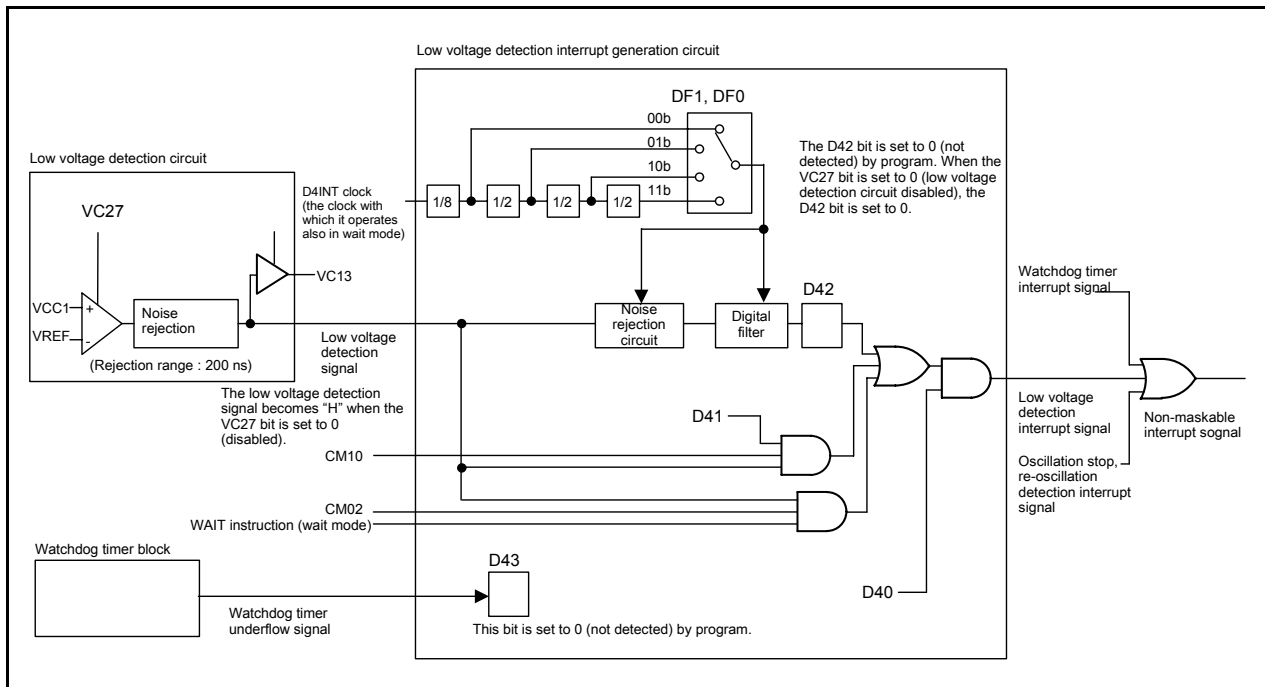 Low voltage detection interrupt generation circuit
DF1, DF0
00b
01b
10b
11b
The D42 bit is set to 0 (not
detected) by program. When the
VC27 bit is set to 0 (low voltage
detection circuit disabled), the
D42 bit is set to 0.
Low voltage detection circuit
D4INT clock
(the clock with
which it operates
also in wait mode)
1/8
1/2
1/2
1/2
VC27
VC13
VCC1
+
VREF
-
Noise
rejection
(Rejection range : 200 ns)
Low voltage
detection
signal
The low voltage detection
signal becomes “H” when the
VC27 bit is set to 0
(disabled).
Noise
rejection
circuit
Digital
filter
D42
Watchdog timer
interrupt signal
D41
CM10
CM02
WAIT instruction (wait mode)
Low voltage
detection
interrupt signal
Non-maskable
interrupt sognal
Oscillation stop,
re-oscillation
detection interrupt
signal
D40
Watchdog timer block
D43
Watchdog timer
underflow signal
This bit is set to 0 (not detected) by program.